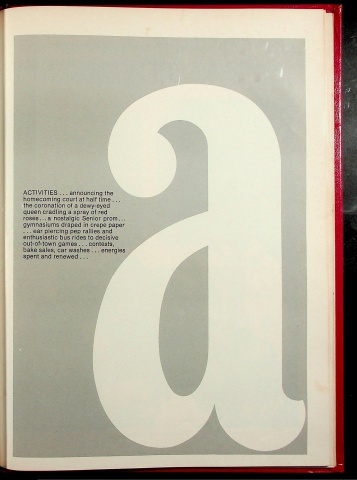 a
ACTIVITIES . . . announcing the
homecoming court at half time . . .
the coronation of a dewy-eyed
queen cradling a spray of red
roses . . . a nostalgic Senior prom . . .
gymnasiums draped in crepe paper
. . . ear piercing pep rallies and
enthusiastic bus rides to decisive
out-of-town games . . . contests,
bake sales, car washes . . . energies
spent and renewed . . .